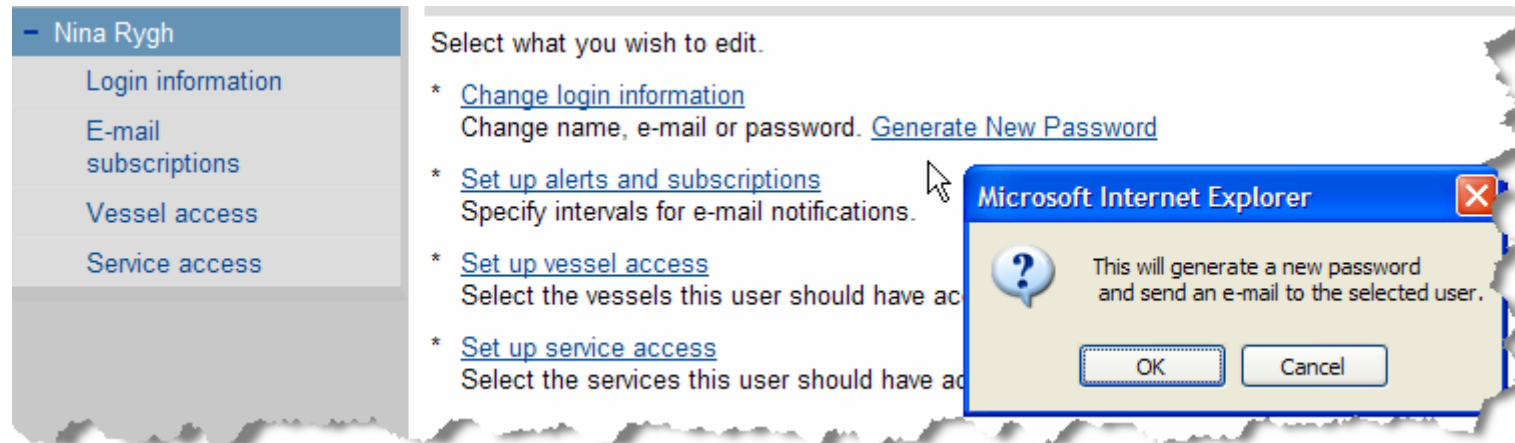 − Nina Rygh
Login information
E-mail
subscriptions
Vessel access
Service access
Select what you wish to edit.
* Change login information
Change name, e-mail or password. Generate New Password
* Set up alerts and subscriptions
Specify intervals for e-mail notifications.
* Set up vessel access
Select the vessels this user should have
* Set up service access
Select the services this user should have
Microsoft Internet Explorer
This will generate a new password
and send an e-mail to the selected user.
OK
Cancel